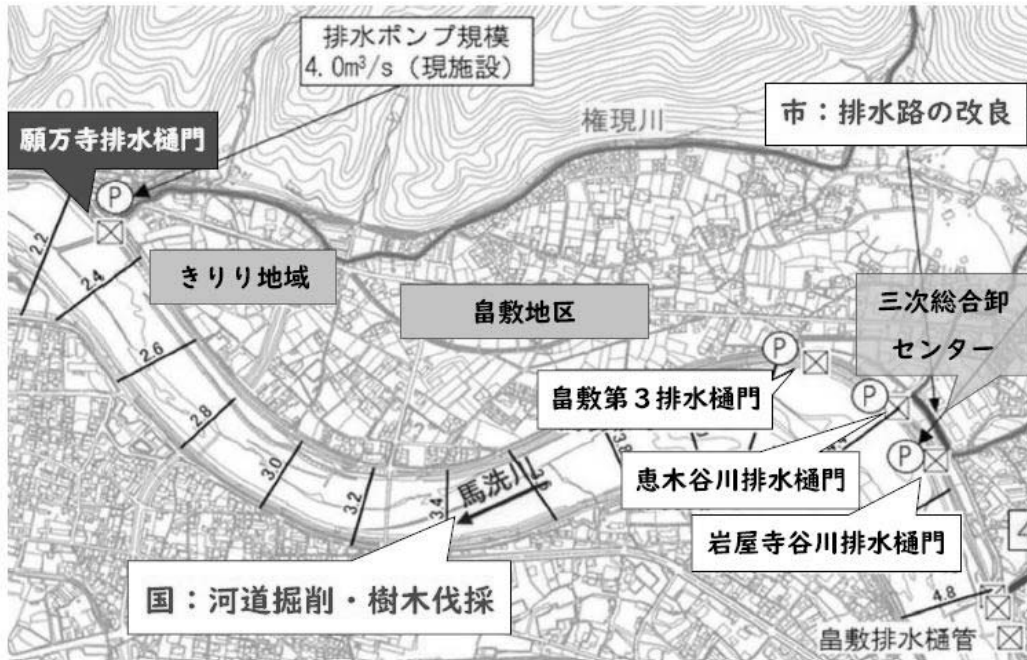 排水ポンプ規模
4.0m³/s（現施設）
市：排水路の改良
権現川
願万寺排水樋門
P
2.2
2.4
きりり地域
畠敷地区
三次総合卸
センター
2.6
P
畠敷第３排水樋門
P
2.8
P
恵木谷川排水樋門
3.0
3.2
3.4
馬洗川
3.8
岩屋寺谷川排水樋門
国：河道掘削・樹木伐採
4.8
畠敷排水樋管